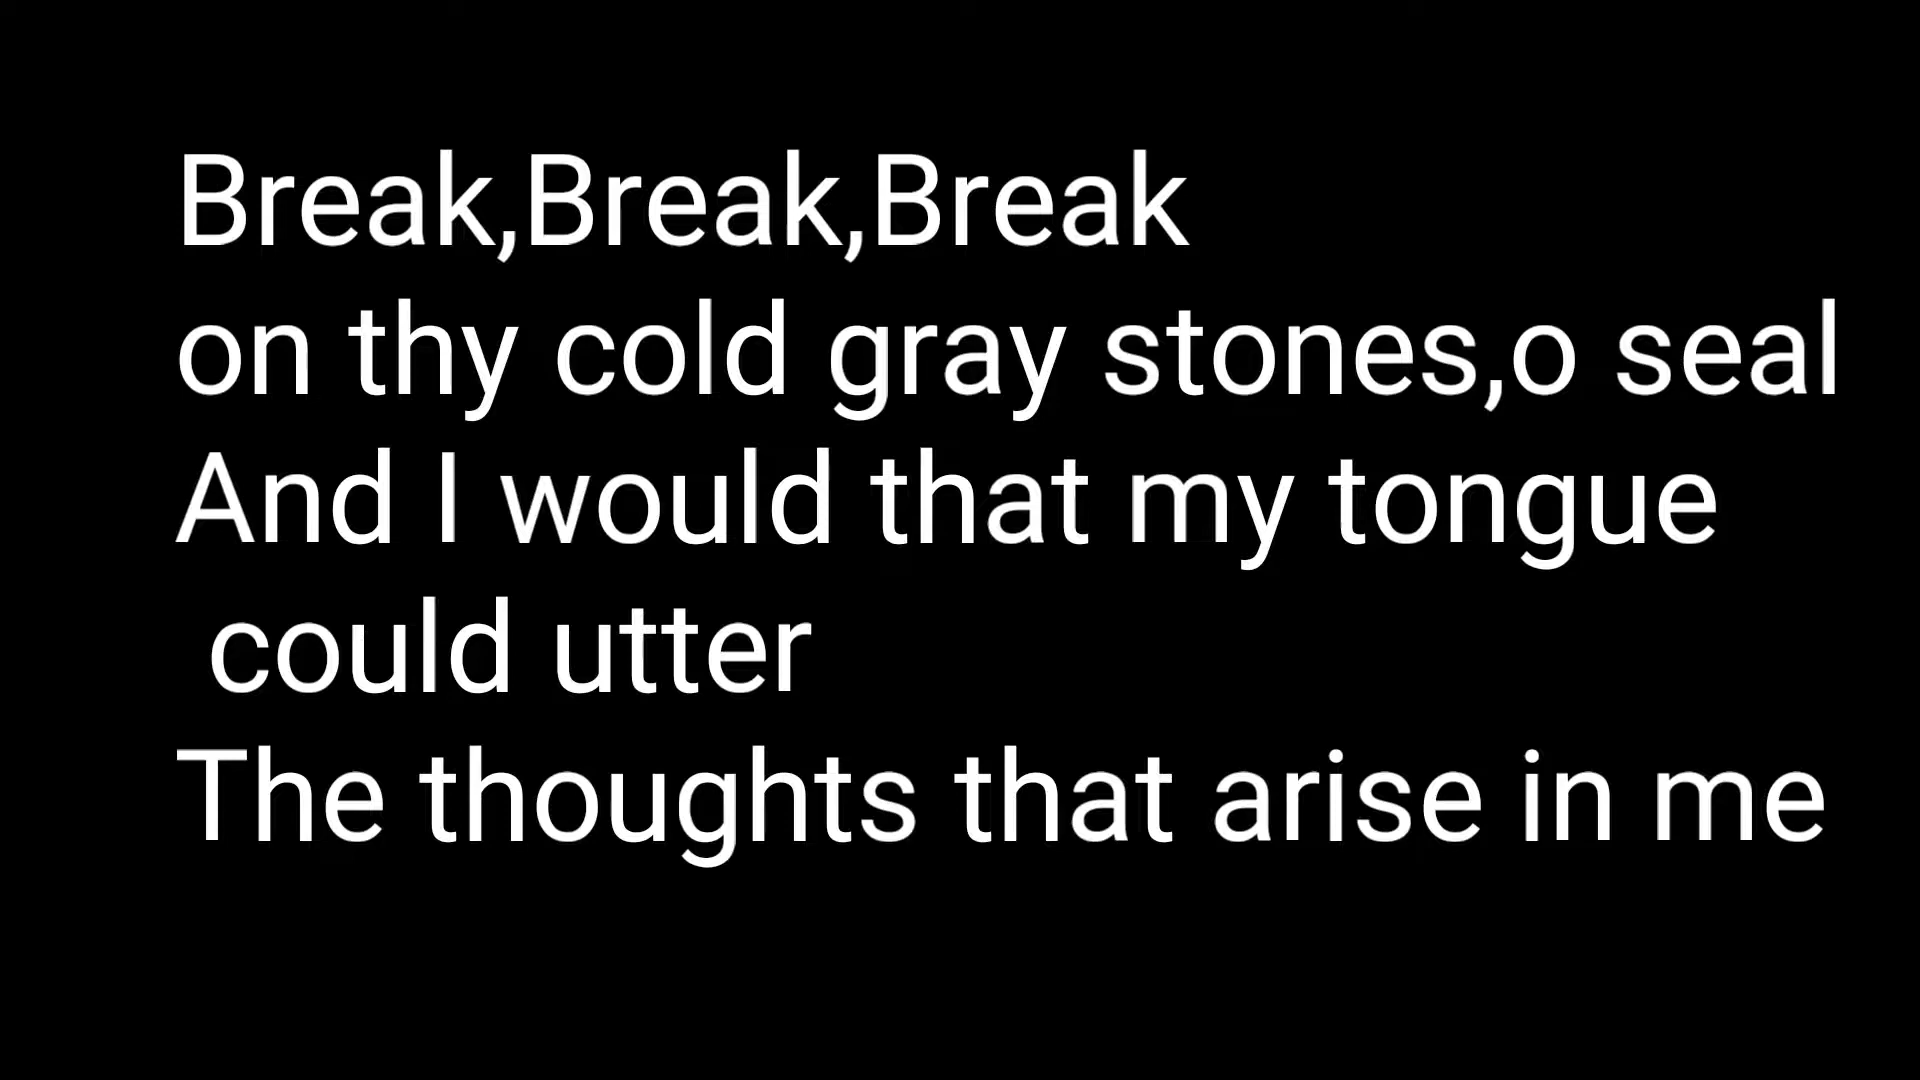 Break,Break,Break
on thy cold gray stones,o seal
And I would that my tongue
could utter
The thoughts that arise in me